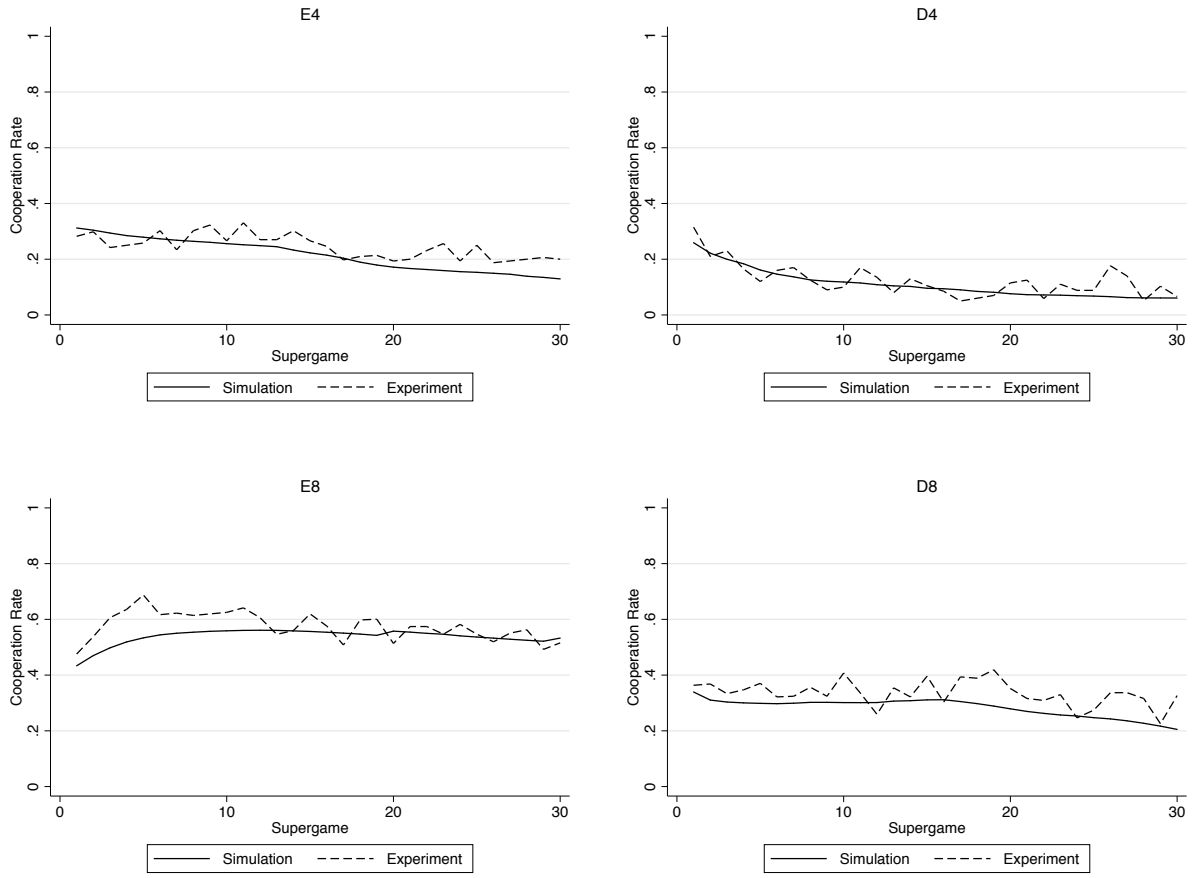 E4
Cooperation Rate
1
.8
.6
.4
.2
0
0 10 20 30
Supergame
Simulation Experiment
D4
Cooperation Rate
1
.8
.6
.4
.2
0
0 10 20 30
Supergame
Simulation Experiment
E8
Cooperation Rate
1
.8
.6
.4
.2
0
0 10 20 30
Supergame
Simulation Experiment
D8
Cooperation Rate
1
.8
.6
.4
.2
0
0 10 20 30
Supergame
Simulation Experiment